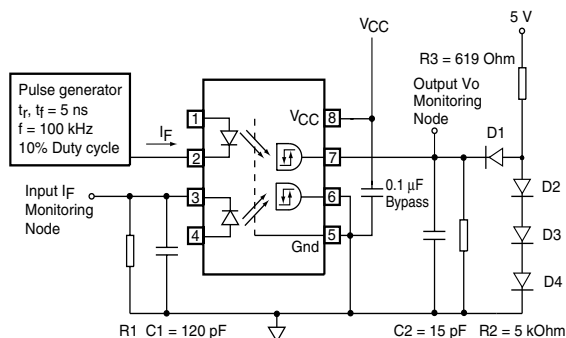 VCC
5 V
R3 = 619 Ohm
Output Vo
Monitoring
Node
D1
Pulse generator
tr, tf = 5 ns
f = 100 kHz
10% Duty cycle
IF
1
2
3
4
VCC
8
7
6
5
Gnd
0.1 µF
Bypass
D2
D3
D4
Input IF
Monitoring
Node
R1 C1 = 120 pF
C2 = 15 pF R2 = 5 kOhm